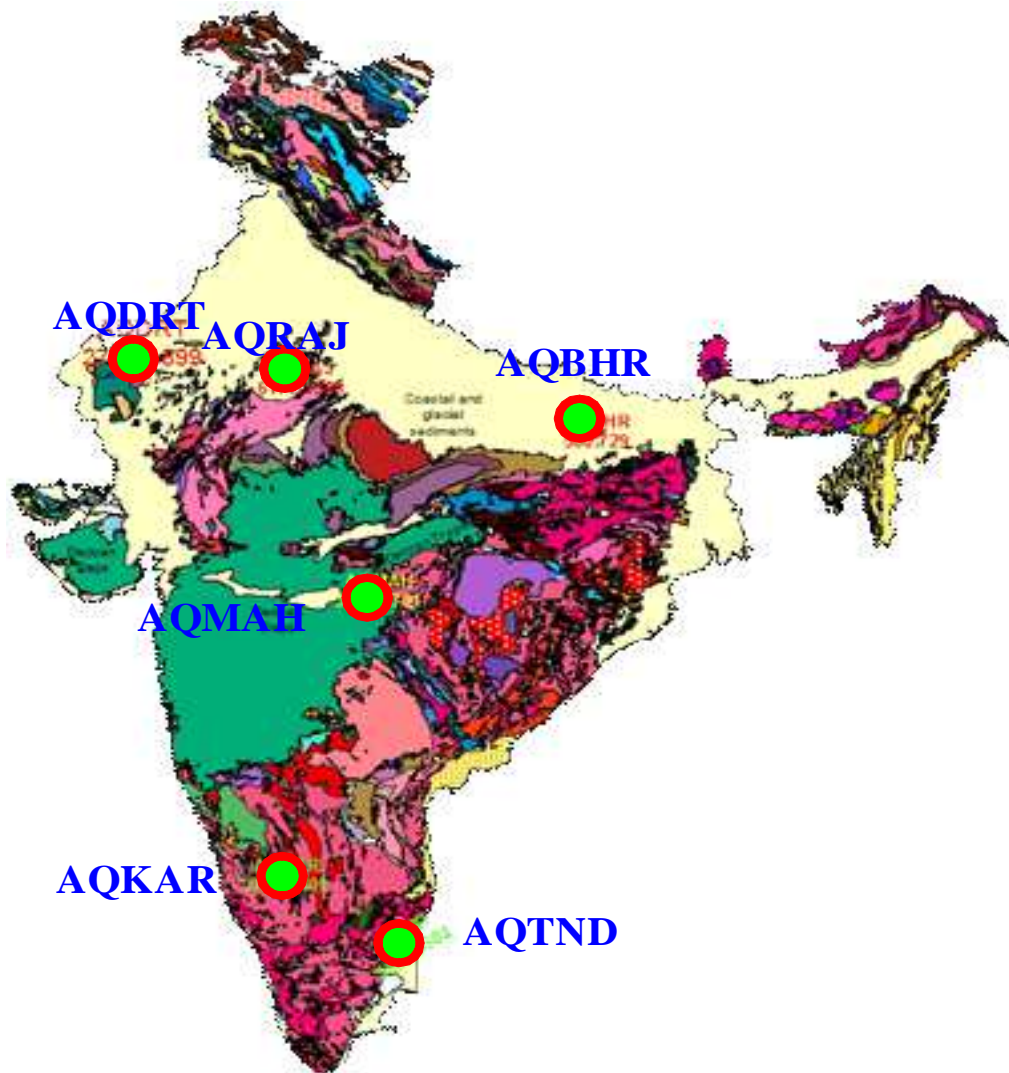 AQDRT
AQRAJ
AQBHR
Coastal and
glacial
sediments
AQMAH
AQKAR
AQTND